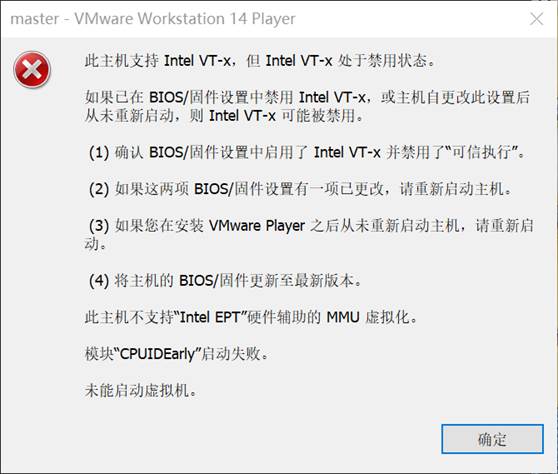 master - VMware Workstation 14 Player
此主机支持 Intel VT-x，但 Intel VT-x 处于禁用状态。
如果已在 BIOS/固件设置中禁用 Intel VT-x，或主机自更改此设置后
从未重新启动，则 Intel VT-x 可能被禁用。
(1) 确认 BIOS/固件设置中启用了 Intel VT-x 并禁用了“可信执行”。
(2) 如果这两项 BIOS/固件设置有一项已更改，请重新启动主机。
(3) 如果您在安装 VMware Player 之后从未重新启动主机，请重新启
动。
(4) 将主机的 BIOS/固件更新至最新版本。
此主机不支持“Intel EPT”硬件辅助的 MMU 虚拟化。
模块“CPUIDEarly”启动失败。
未能启动虚拟机。
确定